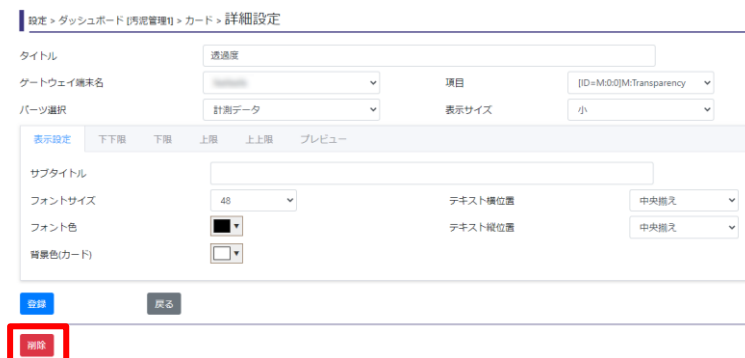 設定 > ダッシュボード [汚泥管理1] > カード > 詳細設定
タイトル 透過度
ゲートウェイ端末名 項目 [ID=M:0:0]M:Transparency
パーツ選択 計測データ 表示サイズ 小
表示設定 下下限 下限 上限 上上限 プレビュー
サブタイトル
フォントサイズ 48 テキスト横位置 中央揃え
フォント色 テキスト縦位置 中央揃え
背景色(カード)
登録 戻る
削除